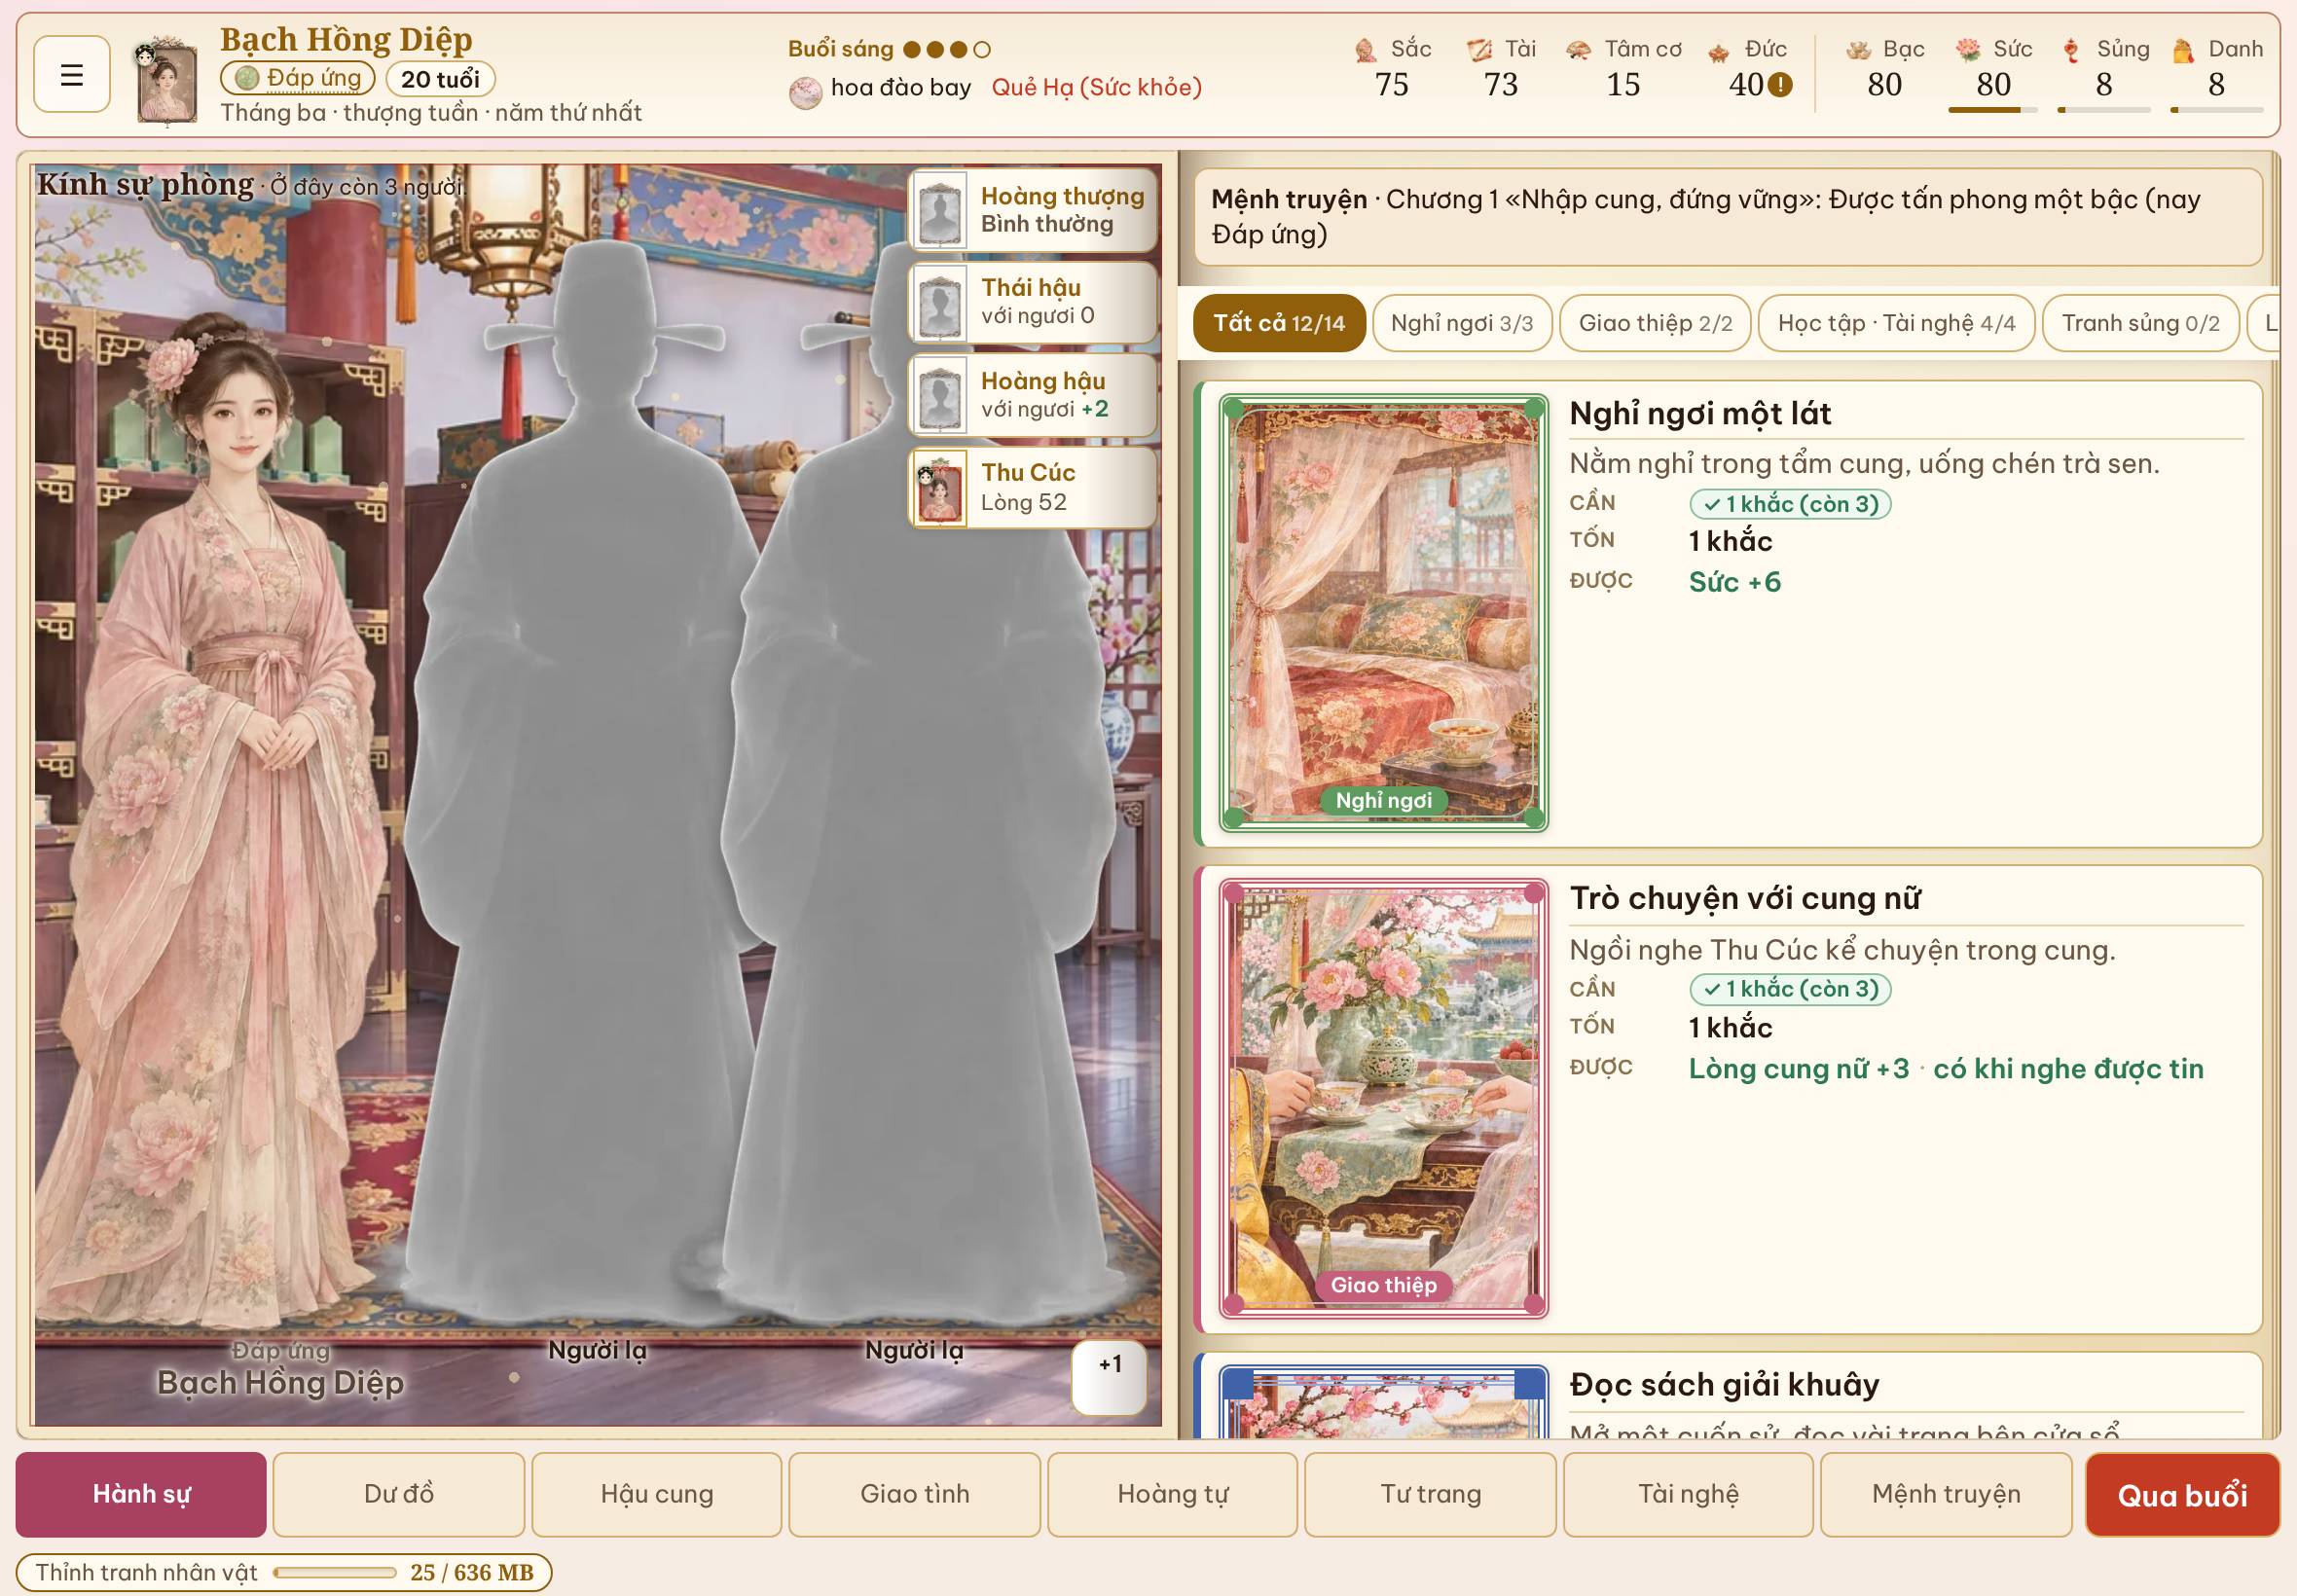 ☰
Bạch Hồng Diệp
Đáp ứng 20 tuổi
Tháng ba · thượng tuần · năm thứ nhất
Buổi sáng
hoa đào bay Quẻ Hạ (Sức khỏe)
Sắc Tài Tâm cơ Đức Bạc Sức Sủng Danh
75 73 15 40! 80 80 8 8
Kính sự phòng · Ở đây còn 3 người.
Hoàng thượng
Bình thường
Thái hậu
với ngươi 0
Hoàng hậu
với ngươi +2
Thu Cúc
Lòng 52
Đáp ứng
Bạch Hồng Diệp
Người lạ
Người lạ
+1
Mệnh truyện · Chương 1 «Nhập cung, đứng vững»: Được tấn phong một bậc (nay
Đáp ứng)
Tất cả 12/14 Nghỉ ngơi 3/3 Giao thiệp 2/2 Học tập · Tài nghệ 4/4 Tranh sủng 0/2 L
Nghỉ ngơi
Nghỉ ngơi một lát
Nằm nghỉ trong tẩm cung, uống chén trà sen.
CẦN ✓ 1 khắc (còn 3)
TỐN 1 khắc
ĐƯỢC Sức +6
Giao thiệp
Trò chuyện với cung nữ
Ngồi nghe Thu Cúc kể chuyện trong cung.
CẦN ✓ 1 khắc (còn 3)
TỐN 1 khắc
ĐƯỢC Lòng cung nữ +3 · có khi nghe được tin
Đọc sách giải khuây
Mở một cuốn sử, đọc vài trang bên cửa sổ.
Hành sự Dư đồ Hậu cung Giao tình Hoàng tự Tư trang Tài nghệ Mệnh truyện Qua buổi
Thỉnh tranh nhân vật 25 / 636 MB